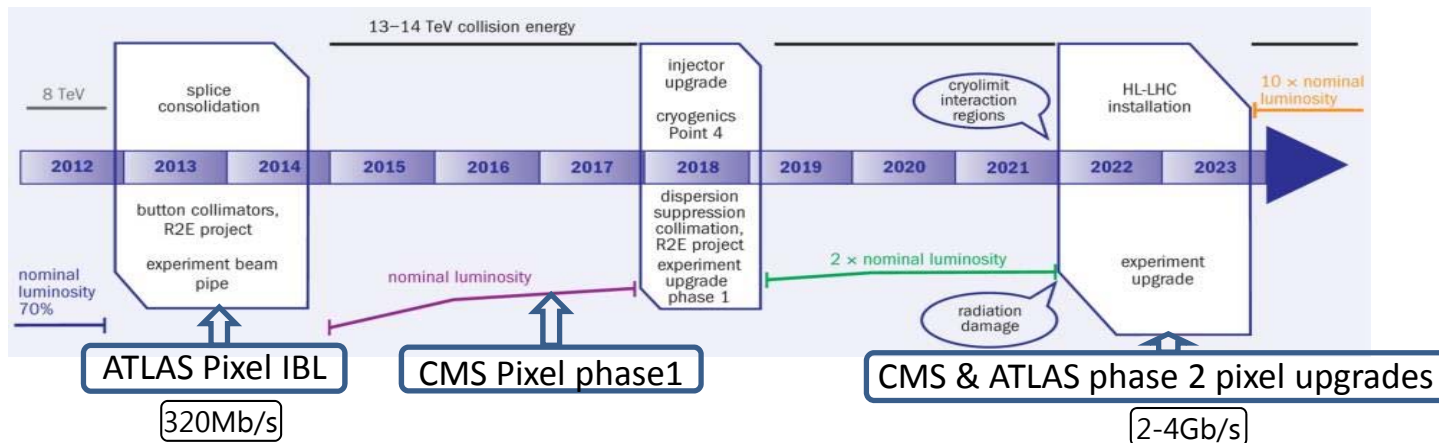 13–14 TeV collision energy
8 TeV
splice
consolidation
injector
upgrade
cryogenics
Point 4
cryolimit
interaction
regions
HL-LHC
installation
10 × nominal
luminosity
2012 2013 2014 2015 2016 2017 2018 2019 2020 2021 2022 2023
nominal
luminosity
70%
button collimators,
R2E project
experiment beam
pipe
nominal luminosity
dispersion
suppression
collimation,
R2E project
experiment
upgrade
phase 1
2 × nominal luminosity
radiation
damage
experiment
upgrade
ATLAS Pixel IBL
CMS Pixel phase1
CMS & ATLAS phase 2 pixel upgrades
320Mb/s
2-4Gb/s